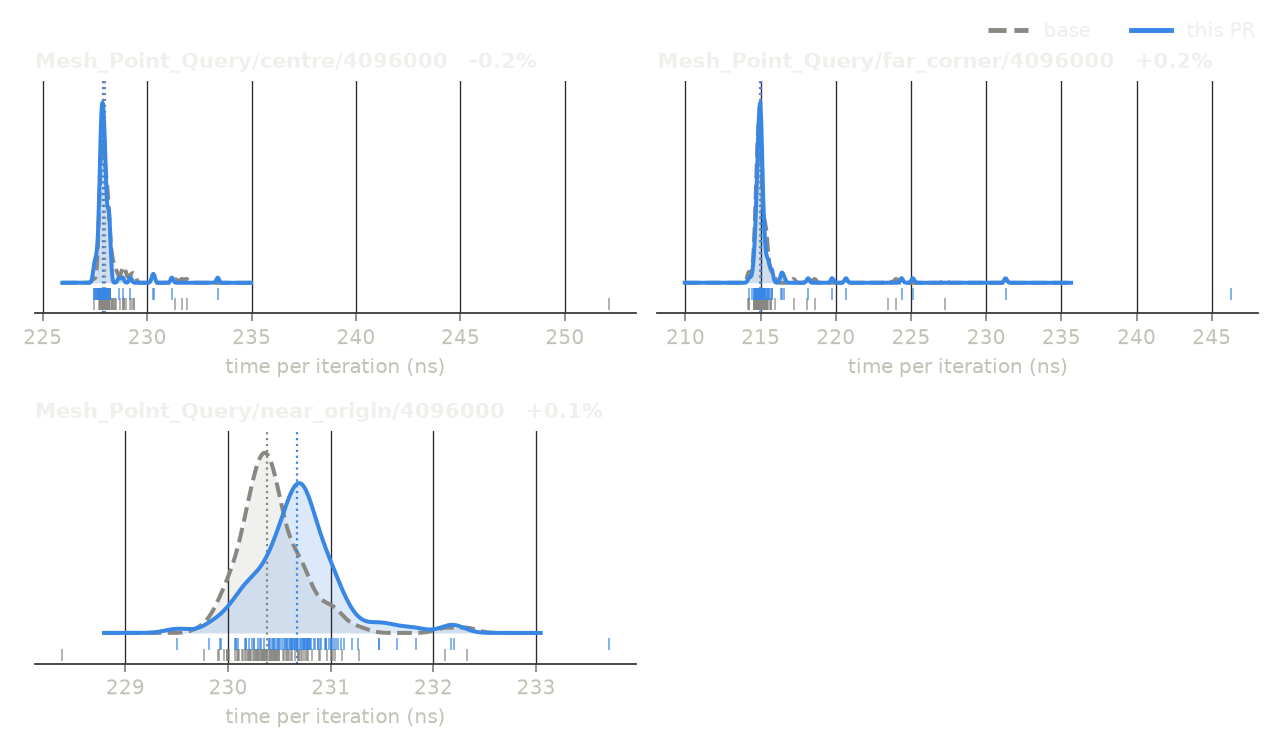 base this PR
Mesh_Point_Query/centre/4096000 -0.2%
225 230 235 240 245 250
time per iteration (ns)
Mesh_Point_Query/far_corner/4096000 +0.2%
210 215 220 225 230 235 240 245
time per iteration (ns)
Mesh_Point_Query/near_origin/4096000 +0.1%
229 230 231 232 233
time per iteration (ns)